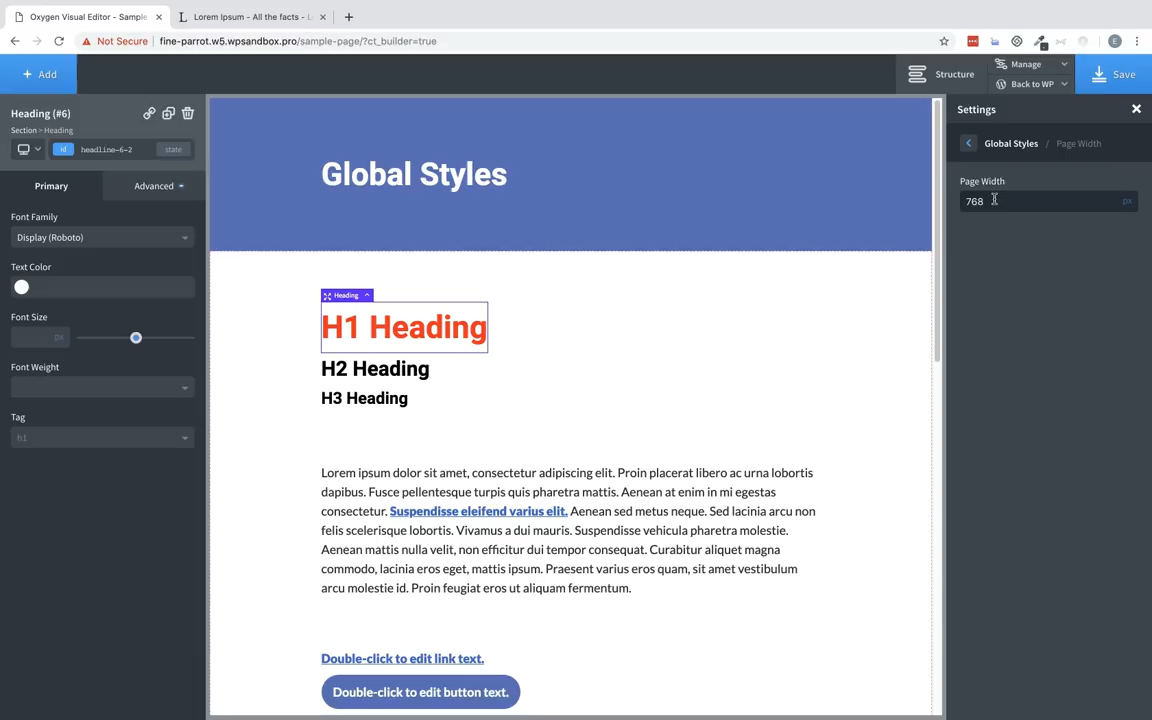 Oxygen Visual Editor - Sample
Lorem Ipsum - All the facts - L
Not Secure
fine-parrot.w5.wpsandbox.pro/sample-page/?ct_builder=true
E
+ Add
Structure
Manage
Back to WP
Save
Heading (#6)
Section > Heading
id
headline-6-2
state
Primary
Advanced
Font Family
Display (Roboto)
Text Color
Font Size
px
Font Weight
Tag
h1
Global Styles
Heading
H1 Heading
H2 Heading
H3 Heading
Lorem ipsum dolor sit amet, consectetur adipiscing elit. Proin placerat libero ac urna lobortis
dapibus. Fusce pellentesque turpis quis pharetra mattis. Aenean at enim in mi egestas
consectetur. Suspendisse eleifend varius elit. Aenean sed metus neque. Sed lacinia arcu non
felis scelerisque lobortis. Vivamus a dui mauris. Suspendisse vehicula pharetra molestie.
Aenean mattis nulla velit, non efficitur dui tempor consequat. Curabitur aliquet magna
commodo, lacinia eros eget, mattis ipsum. Praesent varius eros quam, sit amet vestibulum
arcu molestie id. Proin feugiat eros ut aliquam fermentum.
Double-click to edit link text.
Double-click to edit button text.
Settings
Global Styles / Page Width
Page Width
768
px